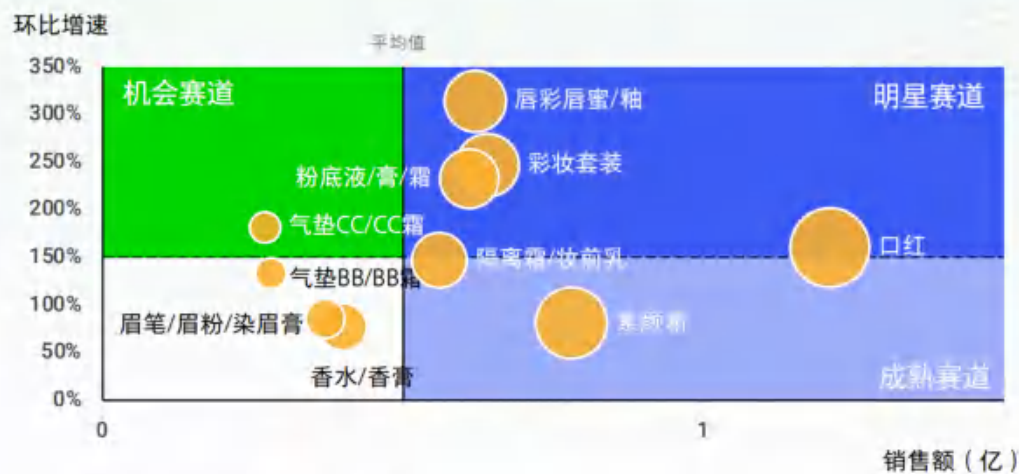 环比增速
平均值
350%
机会赛道
明星赛道
300%
唇彩唇蜜/釉
250%
彩妆套装
粉底液/膏/霜
200%
气垫CC/CC霜
口红
150%
隔离霜/妆前乳
气垫BB/BB霜
100%
眉笔/眉粉/染眉膏
素颜霜
50%
香水/香膏
成熟赛道
0%
0
1
销售额（亿）